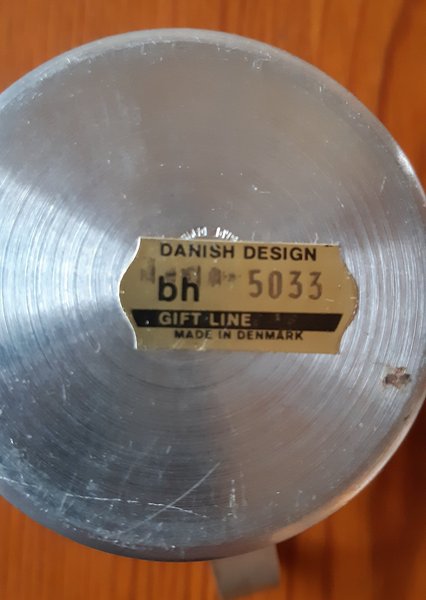 DANISH DESIGN
bh 5033
GIFT-LINE
MADE IN DENMARK